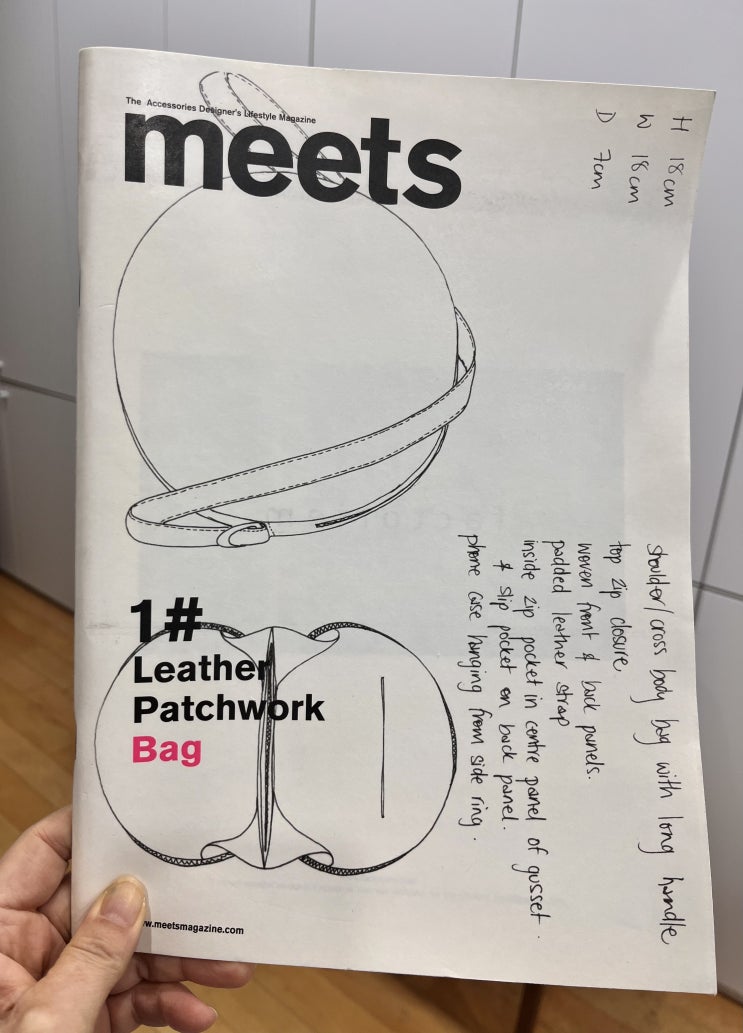 The Accessories Designer's Lifestyle Magazine
meets
H 18cm
W 18cm
D 7cm
1#
Leather
Patchwork
Bag
shoulder/cross body bag with long handle
top zip closure
woven front & back panels.
padded leather strap
inside zip pocket in centre panel of gusset.
& slip pocket on back panel.
phone case hanging from side ring.
www.meetsmagazine.com